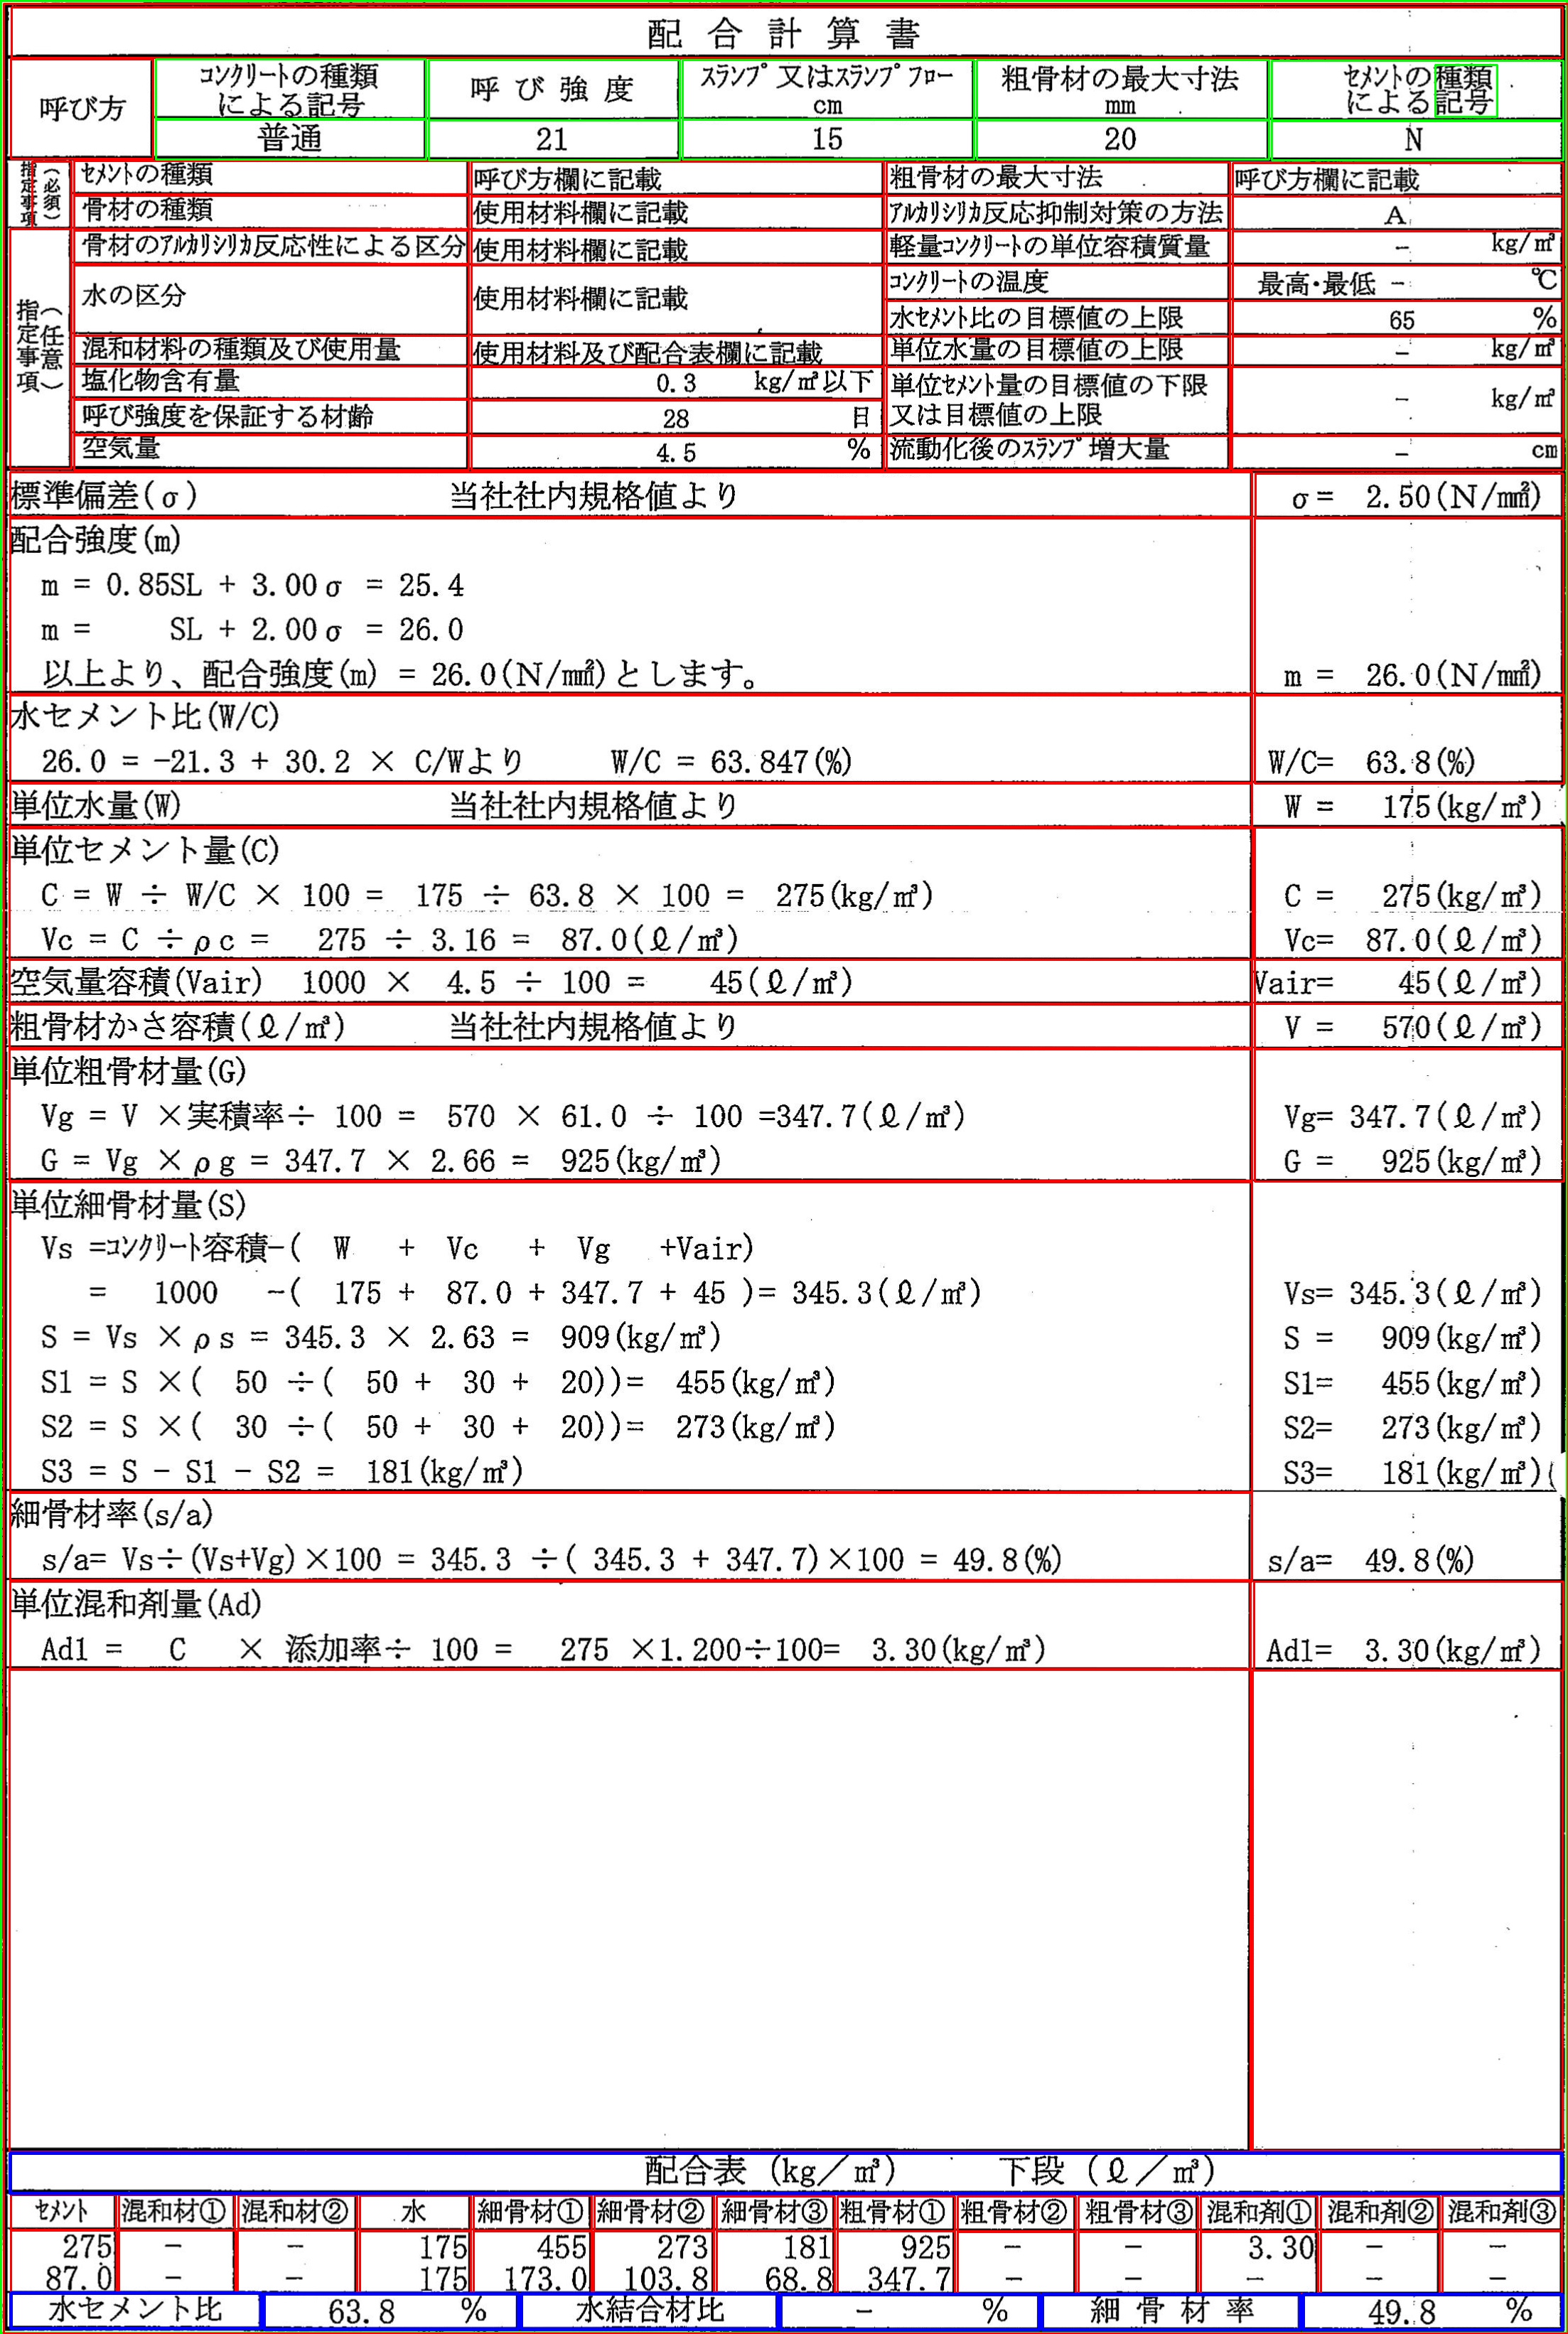 配 合 計 算 書
呼び方 コンクリートの種類による記号 呼 び 強 度 スランプ又はスランプフロー cm 粗骨材の最大寸法 mm セメントの種類による記号
普通 21 15 20 N
指定事項(必須)
セメントの種類 呼び方欄に記載 粗骨材の最大寸法 呼び方欄に記載
骨材の種類 使用材料欄に記載 アルカリシリカ反応抑制対策の方法 A
指定事項(任意)
骨材のアルカリシリカ反応性による区分 使用材料欄に記載 軽量コンクリートの単位容積質量 - kg/㎥
水の区分 使用材料欄に記載 コンクリートの温度 最高・最低 - ℃
水セメント比の目標値の上限 65 %
混和材料の種類及び使用量 使用材料及び配合表欄に記載 単位水量の目標値の上限 - kg/㎥
塩化物含有量 0.3 kg/㎥以下 単位セメント量の目標値の下限又は目標値の上限 - kg/㎥
呼び強度を保証する材齢 28 日
空気量 4.5 % 流動化後のスランプ増大量 - cm
標準偏差(σ) 当社社内規格値より σ= 2.50(N/㎟)
配合強度(m)
m = 0.85SL + 3.00σ = 25.4
m = SL + 2.00σ = 26.0
以上より、配合強度(m) = 26.0(N/㎟)とします。 m = 26.0(N/㎟)
水セメント比(W/C)
26.0 = -21.3 + 30.2 × C/Wより W/C = 63.847(%) W/C= 63.8(%)
単位水量(W) 当社社内規格値より W = 175(kg/㎥)
単位セメント量(C)
C = W ÷ W/C × 100 = 175 ÷ 63.8 × 100 = 275(kg/㎥) C = 275(kg/㎥)
Vc = C ÷ρc = 275 ÷ 3.16 = 87.0(ℓ/㎥) Vc= 87.0(ℓ/㎥)
空気量容積(Vair) 1000 × 4.5 ÷ 100 = 45(ℓ/㎥) Vair= 45(ℓ/㎥)
粗骨材かさ容積(ℓ/㎥) 当社社内規格値より V = 570(ℓ/㎥)
単位粗骨材量(G)
Vg = V ×実積率÷ 100 = 570 × 61.0 ÷ 100 =347.7(ℓ/㎥) Vg= 347.7(ℓ/㎥)
G = Vg ×ρg = 347.7 × 2.66 = 925(kg/㎥) G = 925(kg/㎥)
単位細骨材量(S)
Vs =コンクリート容積-( W + Vc + Vg +Vair)
= 1000 -( 175 + 87.0 + 347.7 + 45 )= 345.3(ℓ/㎥) Vs= 345.3(ℓ/㎥)
S = Vs ×ρs = 345.3 × 2.63 = 909(kg/㎥) S = 909(kg/㎥)
S1 = S ×( 50 ÷( 50 + 30 + 20))= 455(kg/㎥) S1= 455(kg/㎥)
S2 = S ×( 30 ÷( 50 + 30 + 20))= 273(kg/㎥) S2= 273(kg/㎥)
S3 = S - S1 - S2 = 181(kg/㎥) S3= 181(kg/㎥)
細骨材率(s/a)
s/a= Vs÷(Vs+Vg)×100 = 345.3 ÷( 345.3 + 347.7)×100 = 49.8(%) s/a= 49.8(%)
単位混和剤量(Ad)
Ad1 = C × 添加率÷ 100 = 275 ×1.200÷100= 3.30(kg/㎥) Ad1= 3.30(kg/㎥)
配合表 (kg/㎥) 下段 (ℓ/㎥)
セメント 混和材① 混和材② 水 細骨材① 細骨材② 細骨材③ 粗骨材① 粗骨材② 粗骨材③ 混和剤① 混和剤② 混和剤③
275 - - 175 455 273 181 925 - - 3.30 - -
87.0 - - 175 173.0 103.8 68.8 347.7 - - - - -
水セメント比 63.8 % 水結合材比 - % 細 骨 材 率 49.8 %